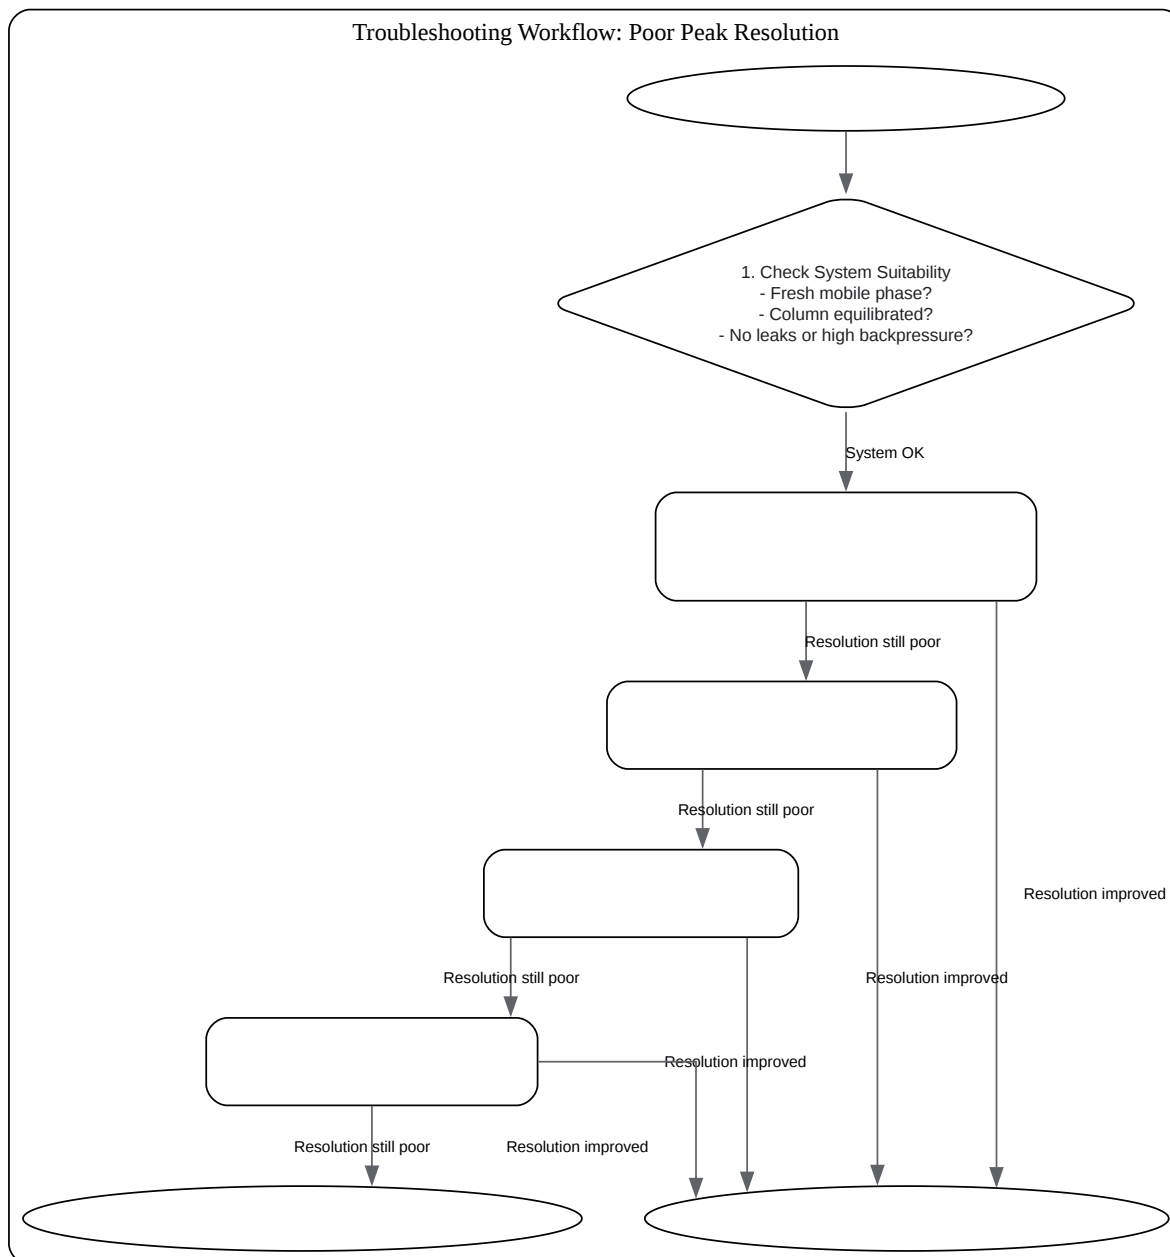 Troubleshooting Workflow: Poor Peak Resolution
1. Check System Suitability
- Fresh mobile phase?
- Column equilibrated?
- No leaks or high backpressure?
System OK
Resolution still poor
Resolution still poor
Resolution improved
Resolution still poor
Resolution improved
Resolution improved
Resolution still poor
Resolution improved